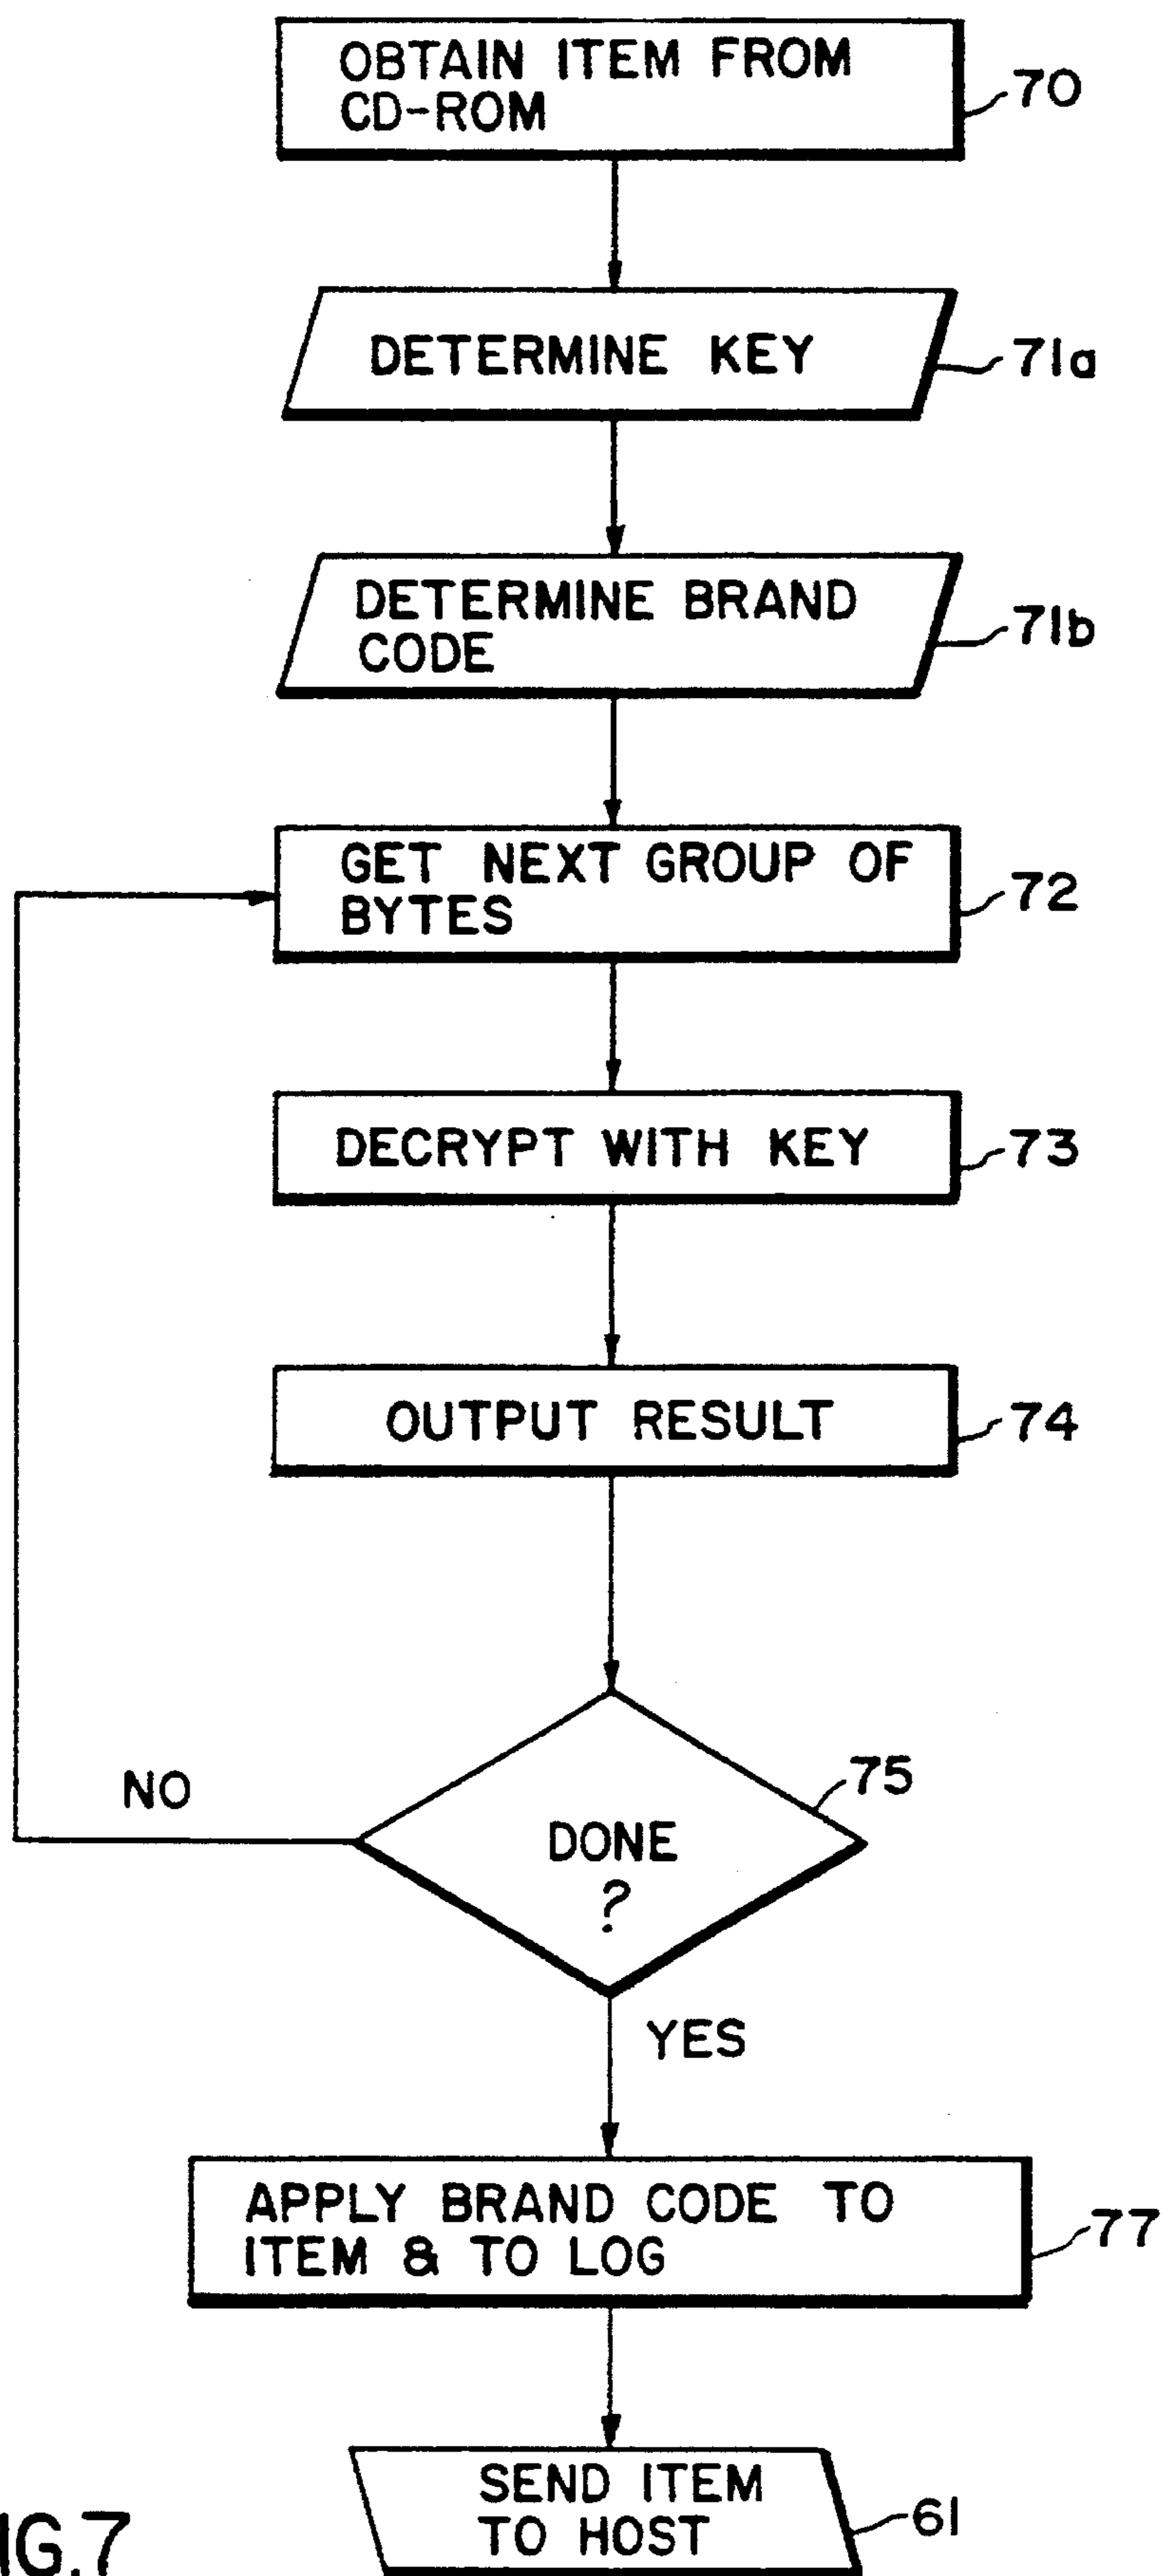 OBTAIN ITEM FROM
CD-ROM
70
DETERMINE KEY
71a
DETERMINE BRAND
CODE
71b
GET NEXT GROUP OF
BYTES
72
DECRYPT WITH KEY
73
OUTPUT RESULT
74
75
NO
DONE
?
YES
APPLY BRAND CODE TO
ITEM & TO LOG
77
SEND ITEM
TO HOST
61
IG.7